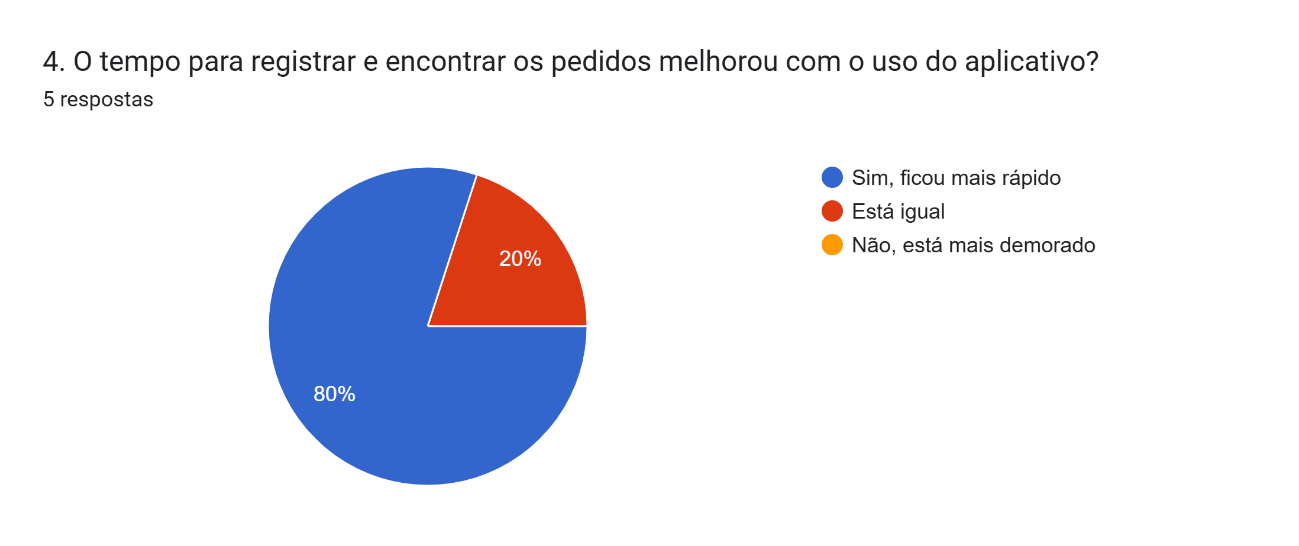 4. O tempo para registrar e encontrar os pedidos melhorou com o uso do aplicativo?
5 respostas
Sim, ficou mais rápido
Está igual
Não, está mais demorado
20%
80%